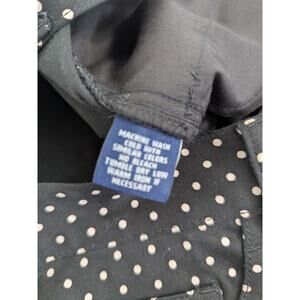 MACHINE WASH
COLD WITH
SIMILAR COLORS
NO BLEACH
TUMBLE DRY LOW
WARM IRON IF
NECESSARY